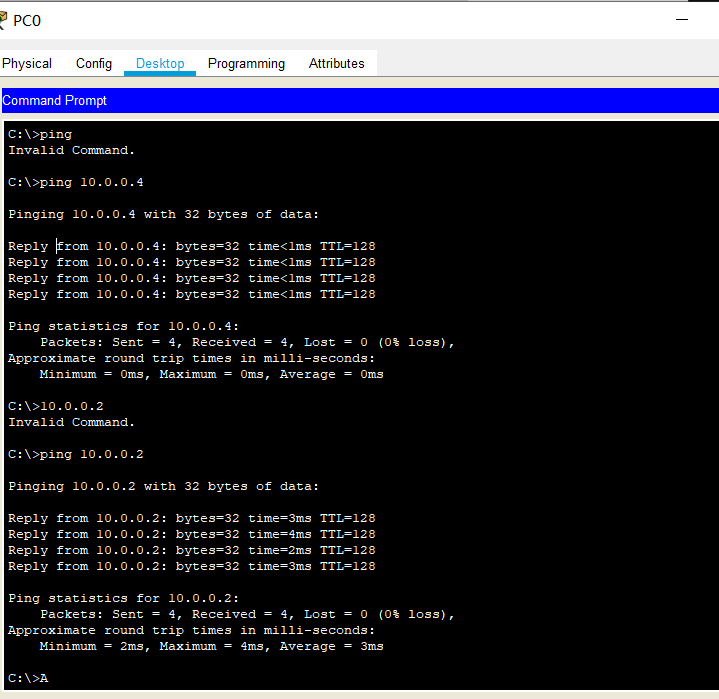 PC0
Physical Config Desktop Programming Attributes
Command Prompt
C:\>ping
Invalid Command.
C:\>ping 10.0.0.4
Pinging 10.0.0.4 with 32 bytes of data:
Reply from 10.0.0.4: bytes=32 time<1ms TTL=128
Reply from 10.0.0.4: bytes=32 time<1ms TTL=128
Reply from 10.0.0.4: bytes=32 time<1ms TTL=128
Reply from 10.0.0.4: bytes=32 time<1ms TTL=128
Ping statistics for 10.0.0.4:
Packets: Sent = 4, Received = 4, Lost = 0 (0% loss),
Approximate round trip times in milli-seconds:
Minimum = 0ms, Maximum = 0ms, Average = 0ms
C:\>10.0.0.2
Invalid Command.
C:\>ping 10.0.0.2
Pinging 10.0.0.2 with 32 bytes of data:
Reply from 10.0.0.2: bytes=32 time=3ms TTL=128
Reply from 10.0.0.2: bytes=32 time=4ms TTL=128
Reply from 10.0.0.2: bytes=32 time=2ms TTL=128
Reply from 10.0.0.2: bytes=32 time=3ms TTL=128
Ping statistics for 10.0.0.2:
Packets: Sent = 4, Received = 4, Lost = 0 (0% loss),
Approximate round trip times in milli-seconds:
Minimum = 2ms, Maximum = 4ms, Average = 3ms
C:\>A